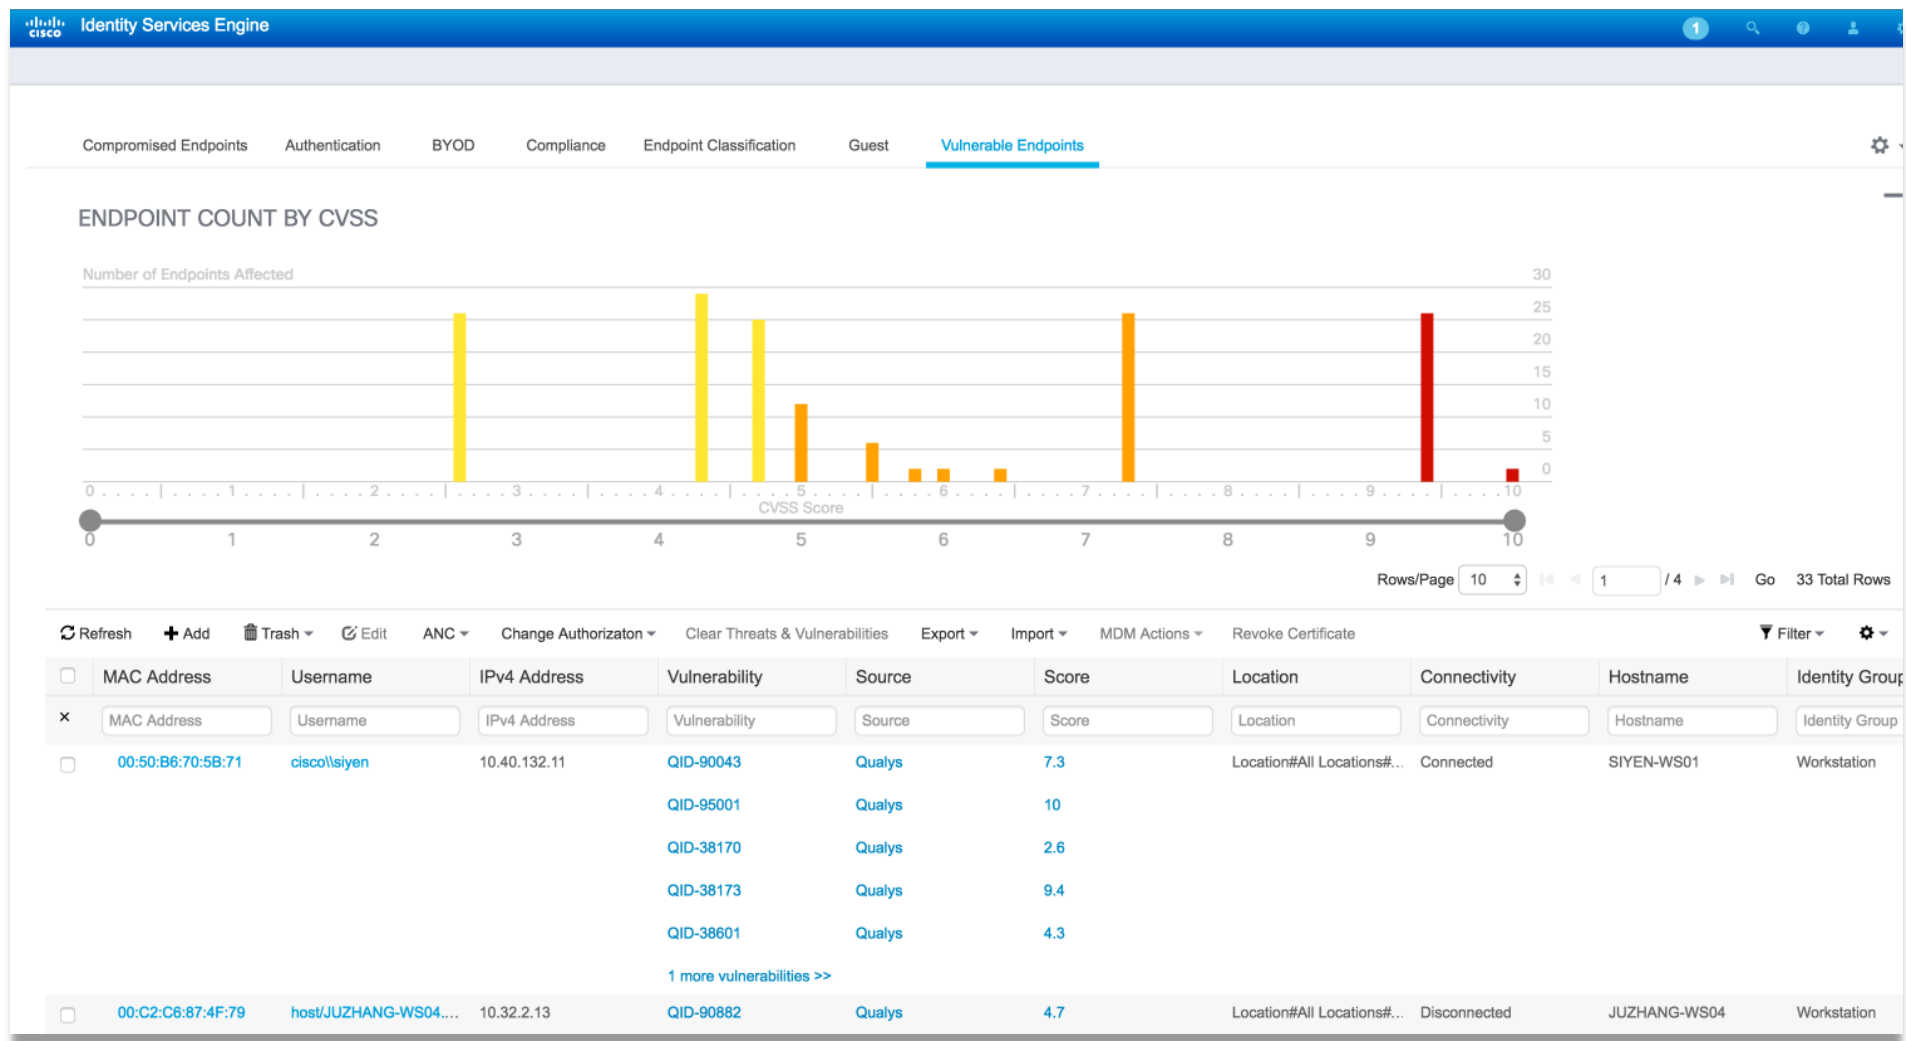 cisco Identity Services Engine 1
Compromised Endpoints Authentication BYOD Compliance Endpoint Classification Guest Vulnerable Endpoints
ENDPOINT COUNT BY CVSS
Number of Endpoints Affected 30
25
20
15
10
5
0
0 . . . . | . . . . 1 . . . . | . . . . 2 . . . . | . . . . 3 . . . . | . . . . 4 . . . . | . . . . 5 . . . . | . . . . 6 . . . . | . . . . 7 . . . . | . . . . 8 . . . . | . . . . 9 . . . . | . . . . 10
CVSS Score
0 1 2 3 4 5 6 7 8 9 10
Rows/Page 10 1 / 4 Go 33 Total Rows
Refresh Add Trash Edit ANC Change Authorizaton Clear Threats & Vulnerabilities Export Import MDM Actions Revoke Certificate Filter
MAC Address Username IPv4 Address Vulnerability Source Score Location Connectivity Hostname Identity Group
MAC Address Username IPv4 Address Vulnerability Source Score Location Connectivity Hostname Identity Group
00:50:B6:70:5B:71 cisco\\siyen 10.40.132.11 QID-90043 Qualys 7.3 Location#All Locations#... Connected SIYEN-WS01 Workstation
QID-95001 Qualys 10
QID-38170 Qualys 2.6
QID-38173 Qualys 9.4
QID-38601 Qualys 4.3
1 more vulnerabilities >>
00:C2:C6:87:4F:79 host/JUZHANG-WS04.... 10.32.2.13 QID-90882 Qualys 4.7 Location#All Locations#... Disconnected JUZHANG-WS04 Workstation